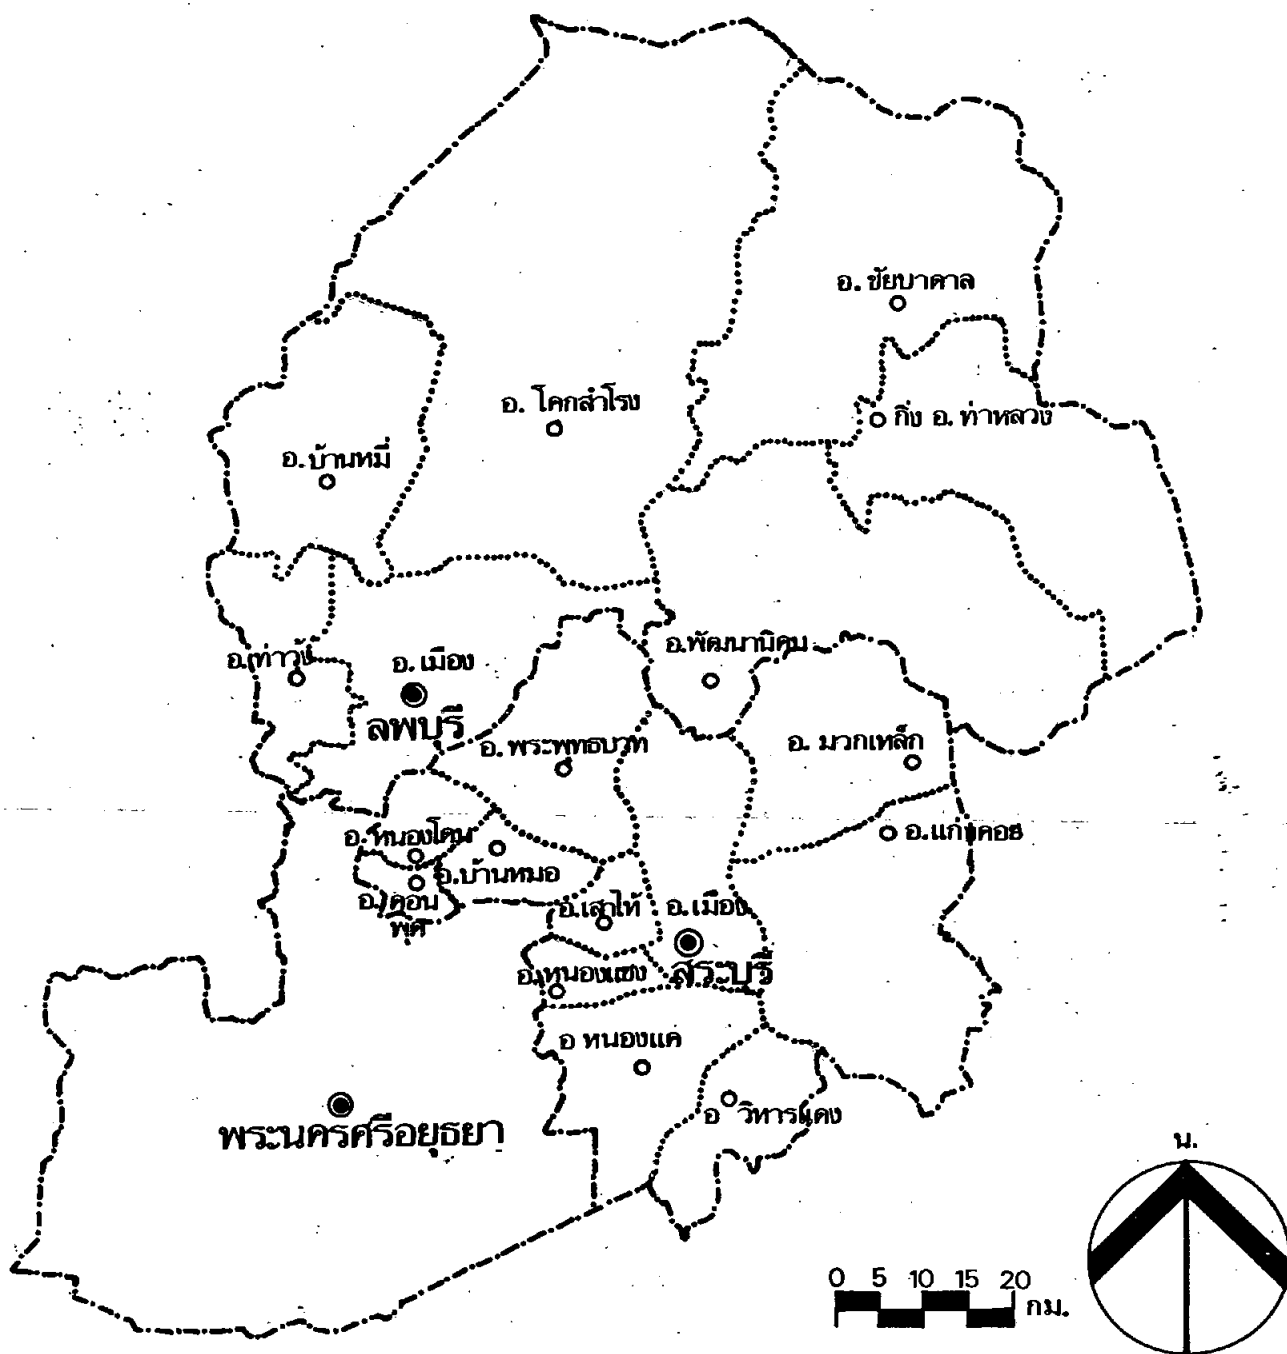 อ. ชัยบาดาล
อ. โคกสำโรง
กิ่ง อ. ท่าหลวง
อ. บ้านหมี่
อ. พัฒนานิคม
อ. ท่าวุ้ง
อ. เมือง
ลพบุรี
อ. พระพุทธบาท
อ. มวกเหล็ก
อ. หนองโดน
อ. แก่งคอย
อ. บ้านหมอ
อ. ดอน
พุด
อ. เสาไห้
อ. เมือง
สระบุรี
อ. หนองแซง
อ หนองแค
อ วิหารแดง
พระนครศรีอยุธยา
น.
0 5 10 15 20
กม.